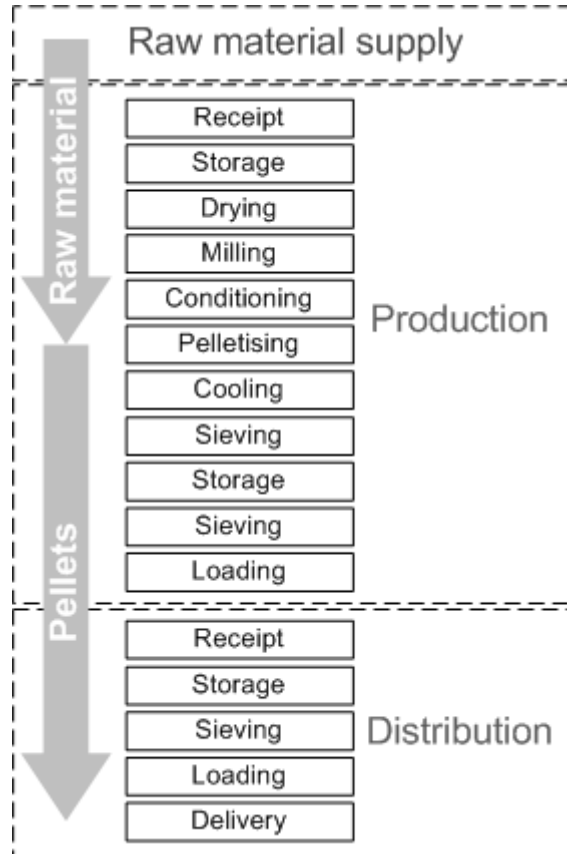 Raw material supply
Raw material
Receipt
Storage
Drying
Milling
Conditioning
Pelletising
Cooling
Sieving
Storage
Sieving
Loading
Production
Pellets
Receipt
Storage
Sieving
Loading
Delivery
Distribution